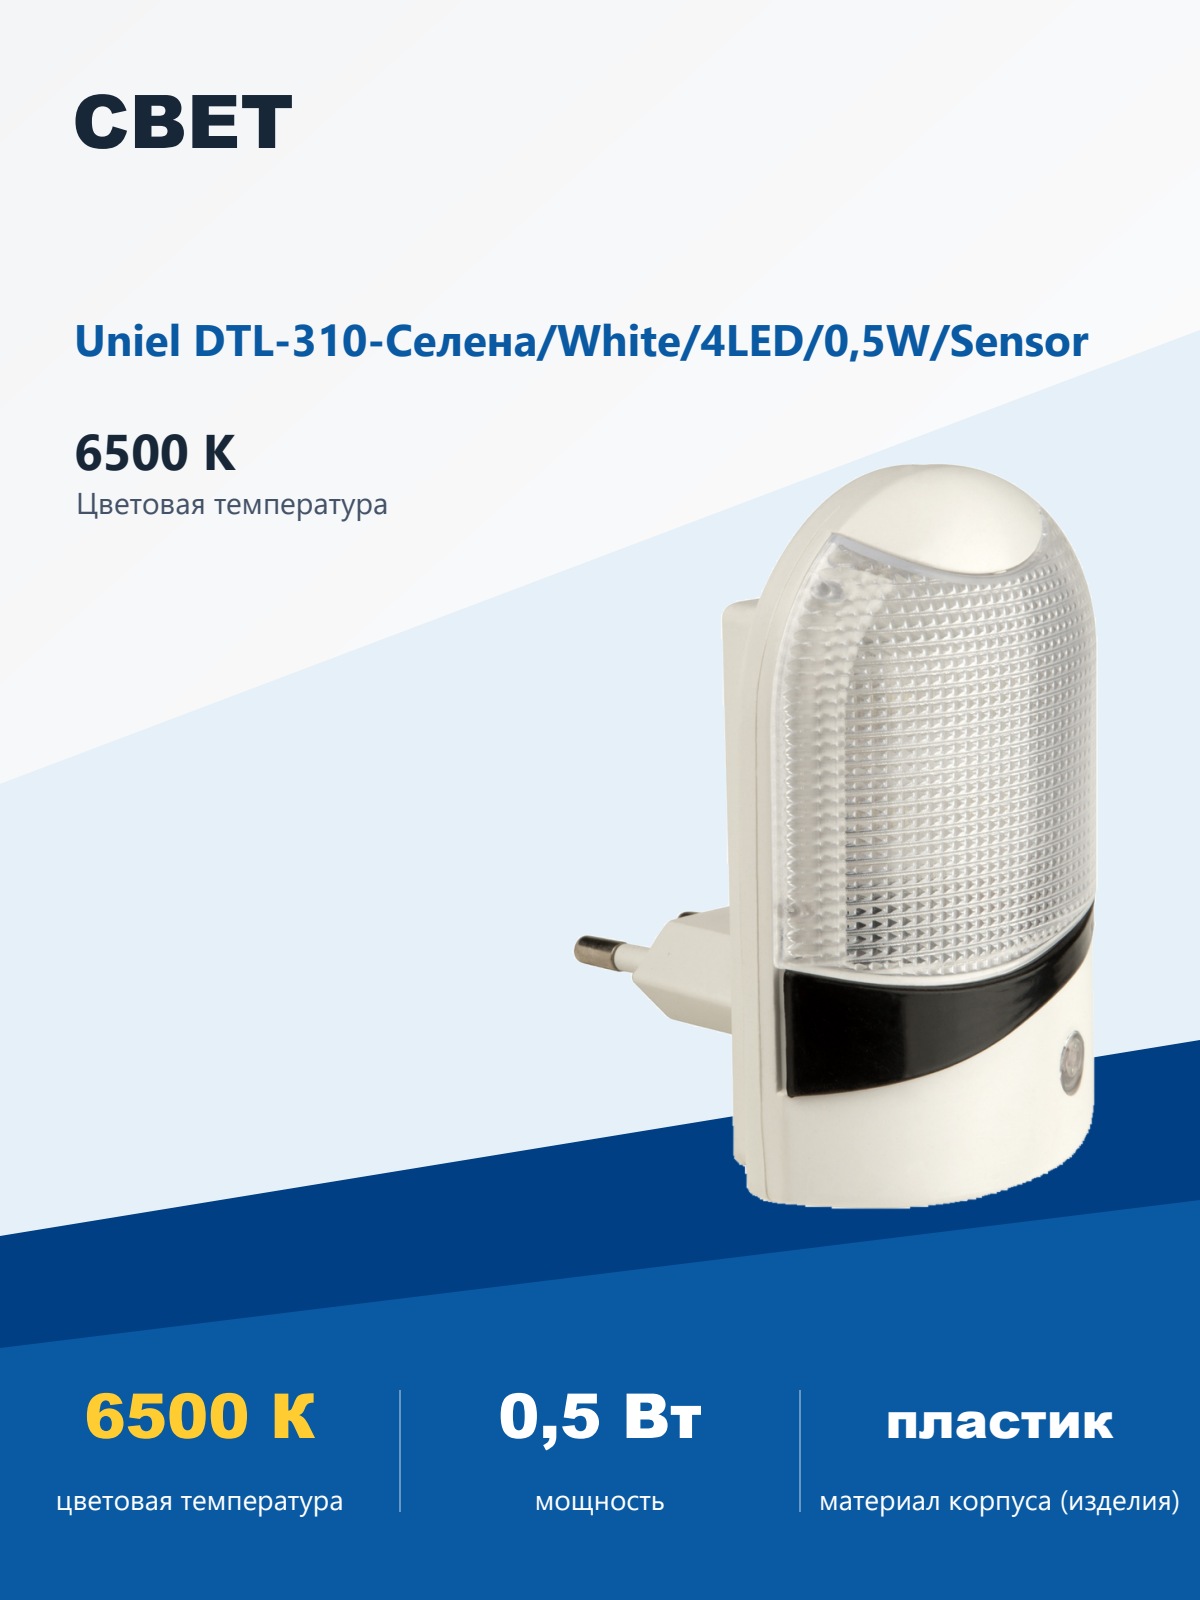 СВЕТ
Uniel DTL-310-Селена/White/4LED/0,5W/Sensor
6500 К
Цветовая температура
6500 К
цветовая температура
0,5 Вт
мощность
пластик
материал корпуса (изделия)